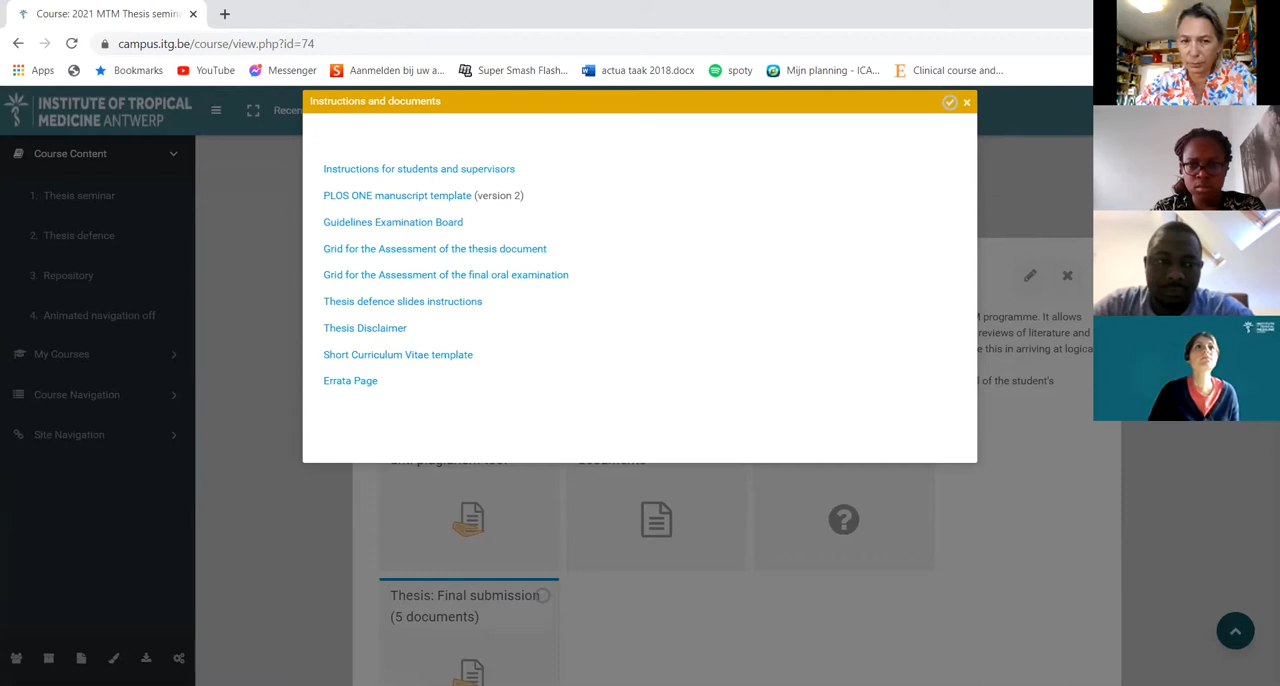 Course: 2021 MTM Thesis semina
campus.itg.be/course/view.php?id=74
Apps
Bookmarks
YouTube
Messenger
Aanmelden bij uw a...
Super Smash Flash...
actua taak 2018.docx
spoty
Mijn planning - ICA...
Clinical course and...
INSTITUTE OF TROPICAL
MEDICINE ANTWERP
Recen
Instructions and documents
Course Content
1: Thesis seminar
2. Thesis defence
3. Repository
4. Animated navigation off
My Courses
Course Navigation
Site Navigation
Instructions for students and supervisors
PLOS ONE manuscript template (version 2)
Guidelines Examination Board
Grid for the Assessment of the thesis document
Grid for the Assessment of the final oral examination
Thesis defence slides instructions
Thesis Disclaimer
Short Curriculum Vitae template
Errata Page
M programme. It allows
reviews of literature and
e this in arriving at logica
d of the student's
Thesis: Final submission
(5 documents)